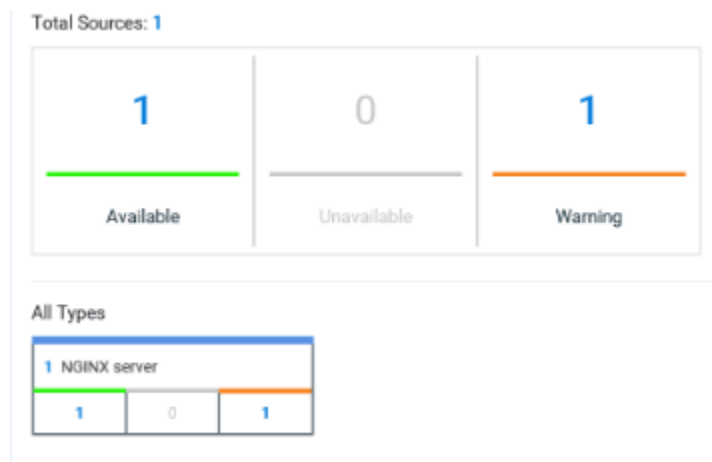 Total Sources: 1
1 0 1
Available Unavailable Warning
All Types
1 NGINX server
1 0 1